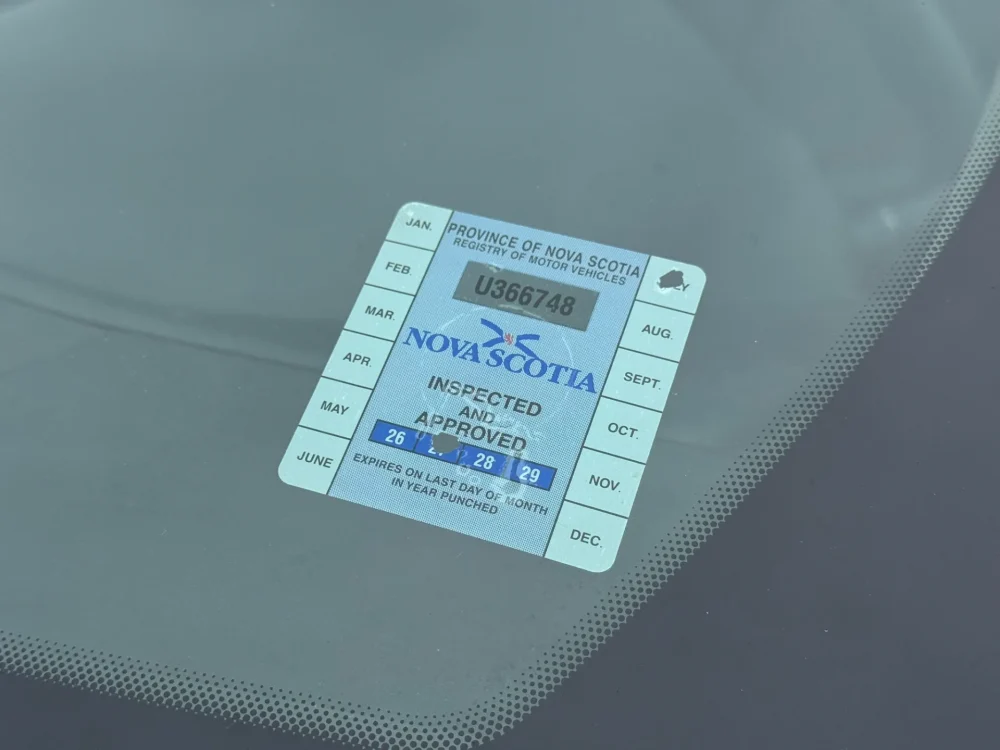 JAN.
FEB.
MAR.
APR.
MAY
JUNE
PROVINCE OF NOVA SCOTIA
REGISTRY OF MOTOR VEHICLES
U366748
NOVA SCOTIA
INSPECTED
AND
APPROVED
26 28 29
EXPIRES ON LAST DAY OF MONTH
IN YEAR PUNCHED
AUG.
SEPT.
OCT.
NOV.
DEC.